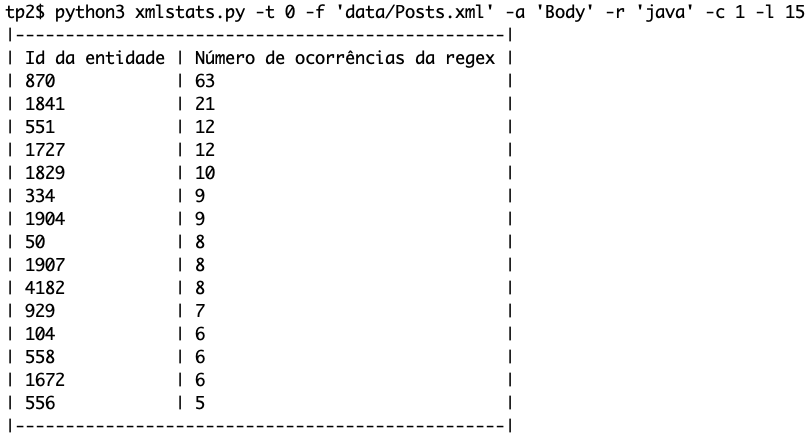 tp2$ python3 xmlstats.py -t 0 -f 'data/Posts.xml' -a 'Body' -r 'java' -c 1 -l 15
|------------------------------------------------|
| Id da entidade | Número de ocorrências da regex |
| 870 | 63 |
| 1841 | 21 |
| 551 | 12 |
| 1727 | 12 |
| 1829 | 10 |
| 334 | 9 |
| 1904 | 9 |
| 50 | 8 |
| 1907 | 8 |
| 4182 | 8 |
| 929 | 7 |
| 104 | 6 |
| 558 | 6 |
| 1672 | 6 |
| 556 | 5 |
|------------------------------------------------|